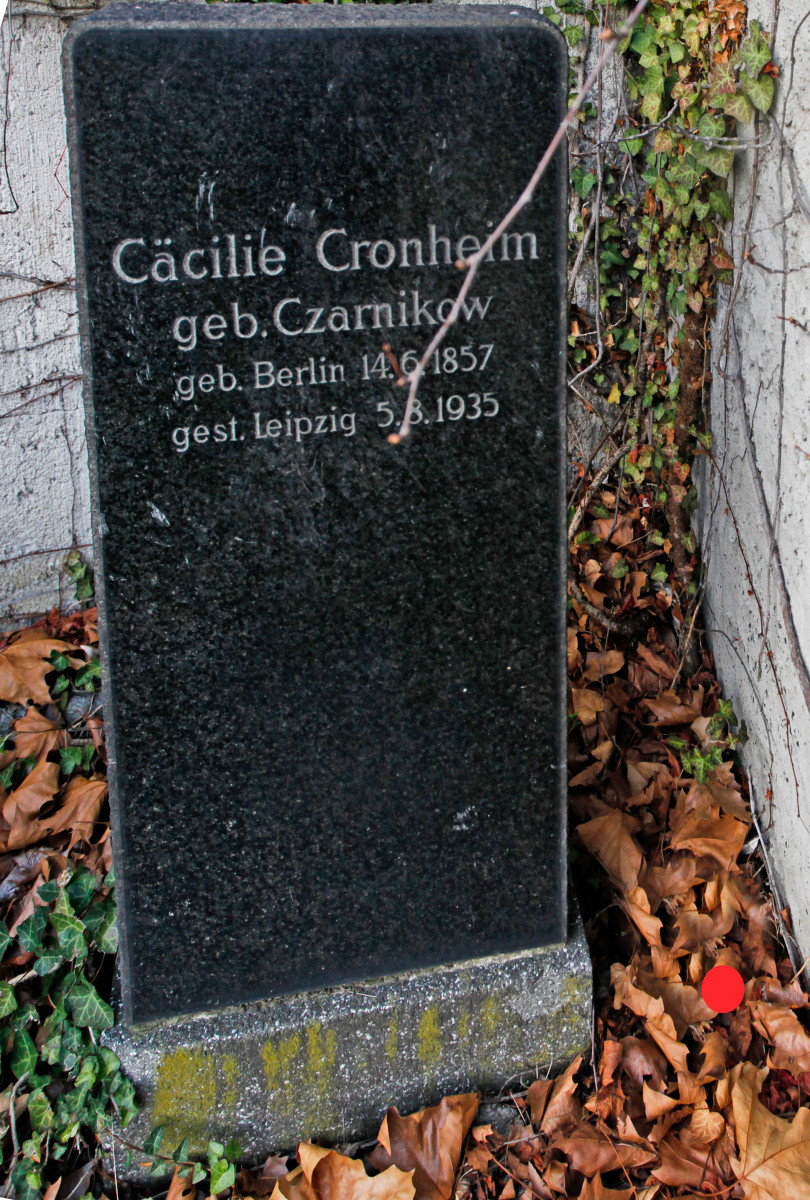 Cäcilie Cronheim
geb. Czarnikow
geb. Berlin 14.6.1857
gest. Leipzig 5.8.1935